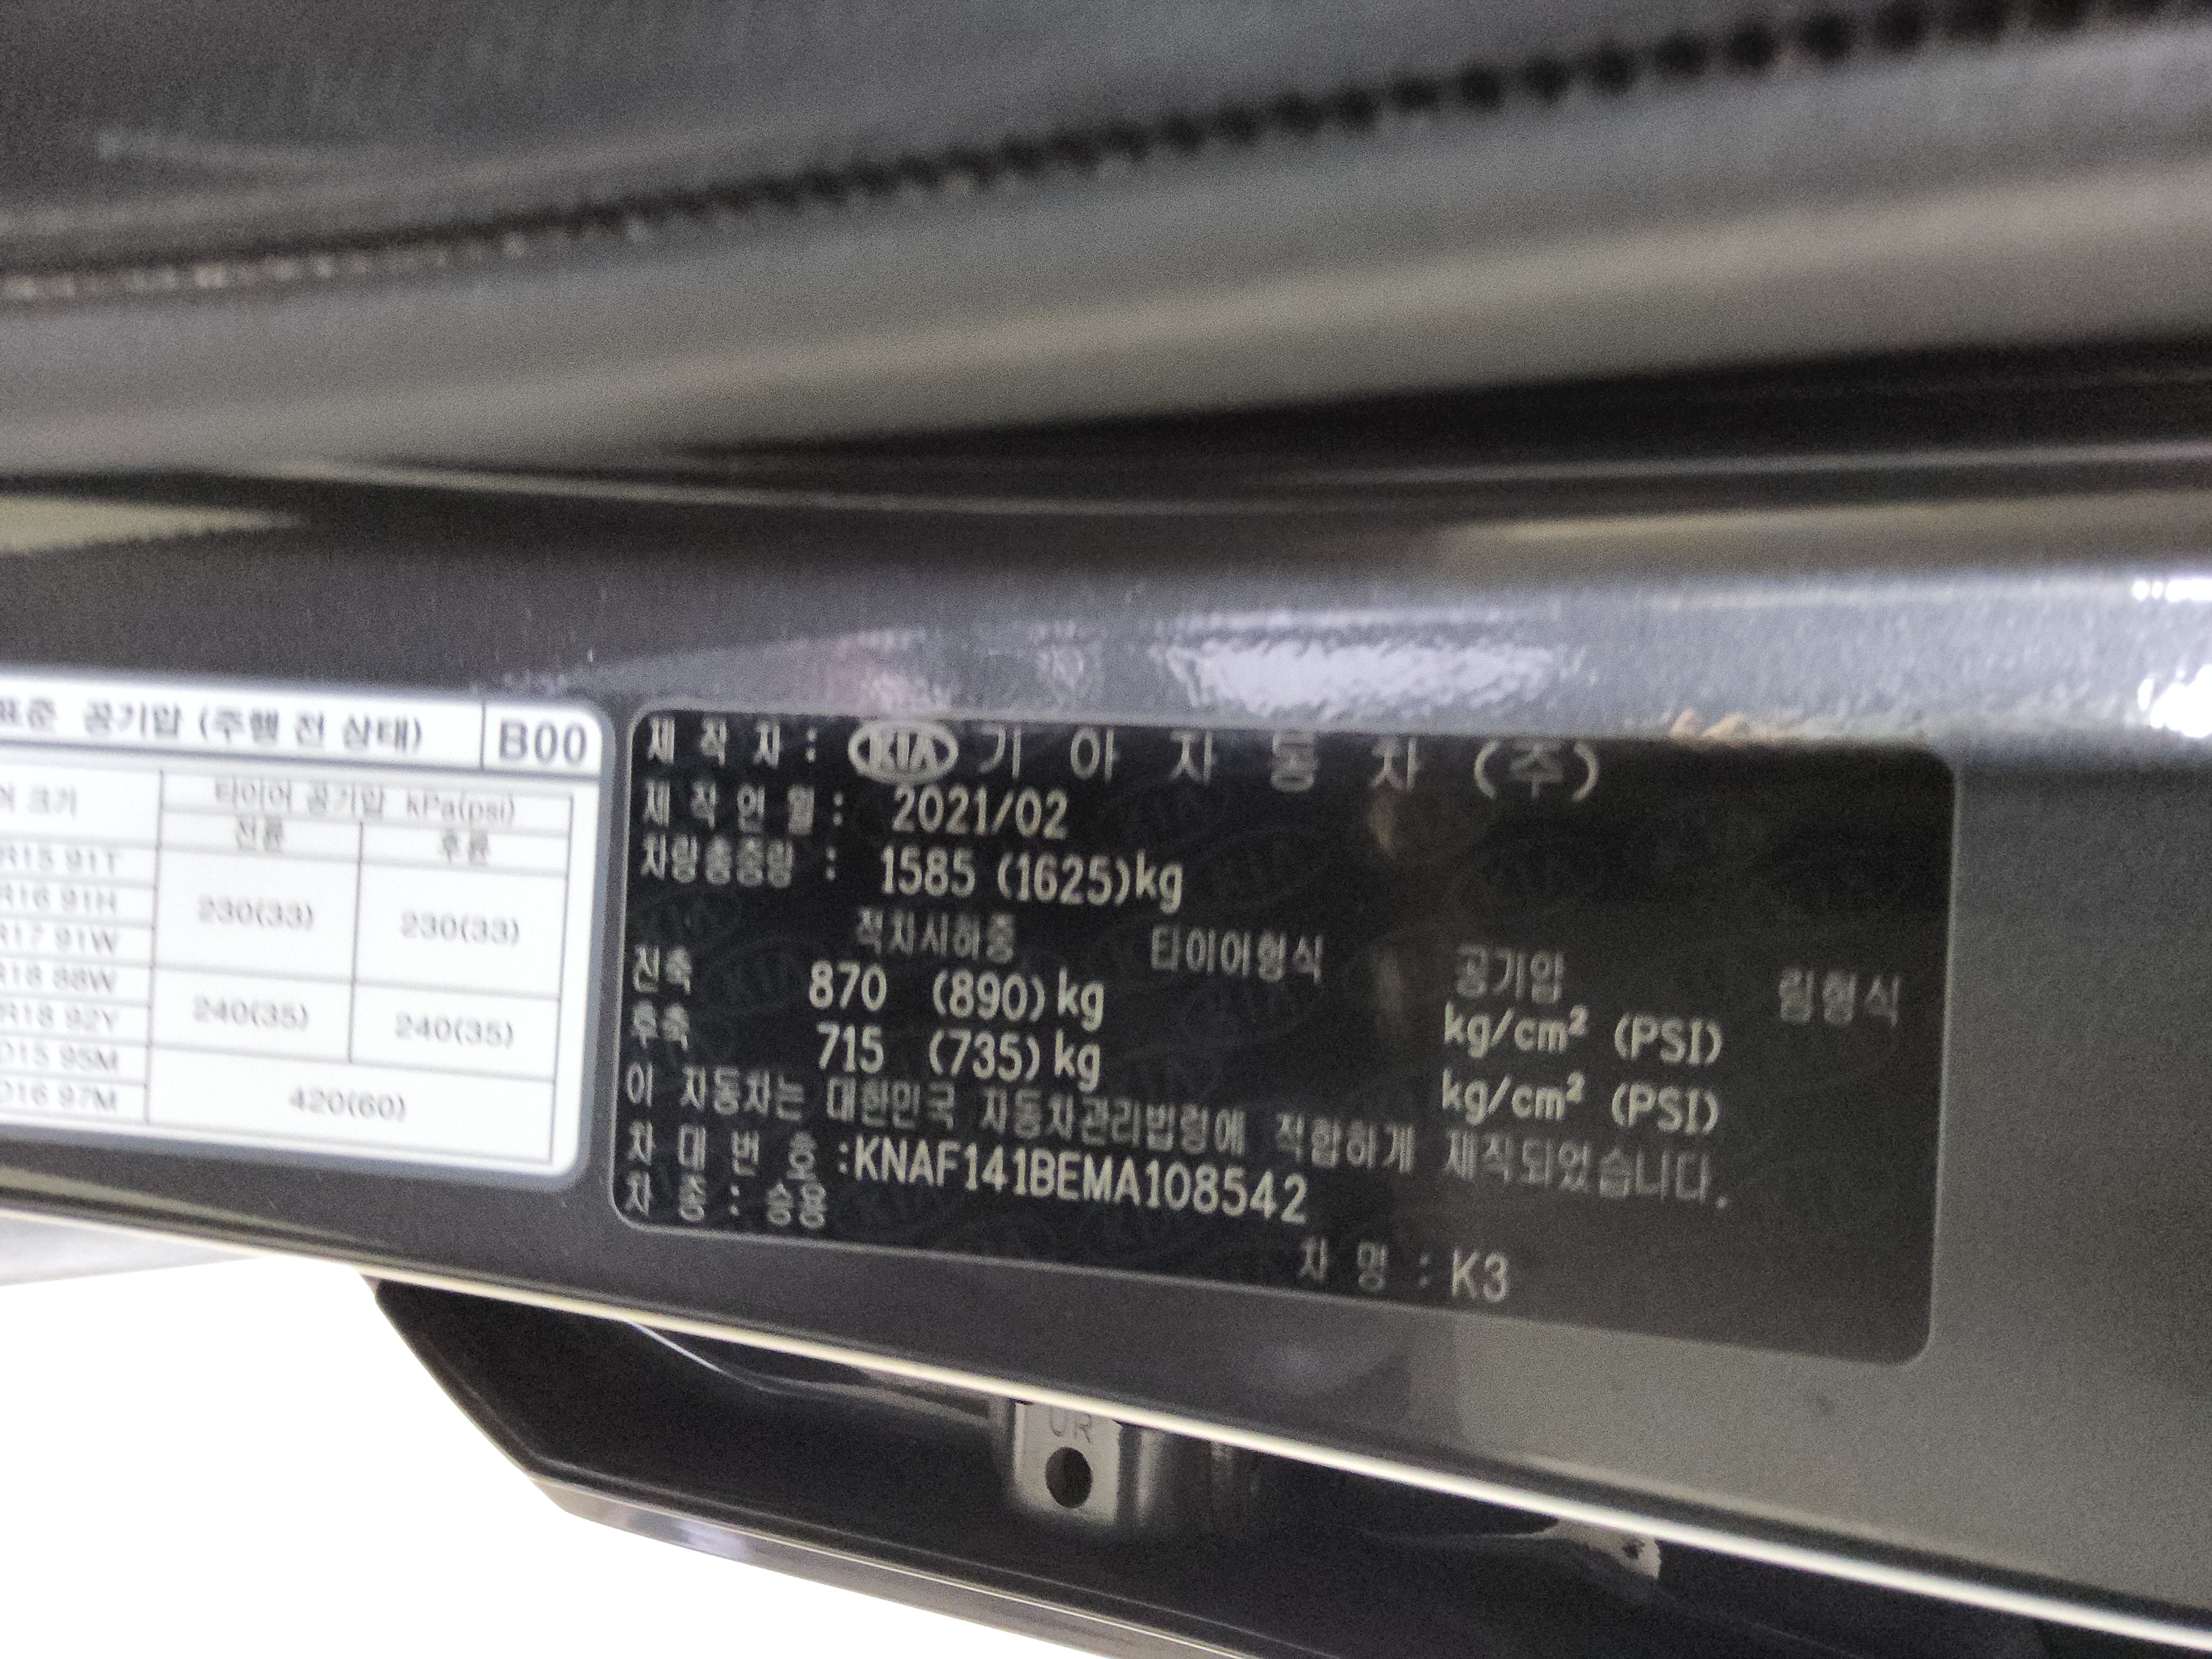 표준 공기압 (주행 전 상태) B00
크기 타이어 공기압 kPa(psi)
전륜 후륜
R15 91T
R16 91H
R17 91W
R18 88W
R18 92Y
D15 95M
D16 97M
230(33) 230(33)
240(35) 240(35)
420(60)
제 작 자 : KIA 기 아 자 동 차 (주)
제 작 연 월 : 2021/02
차량총중량 : 1585 (1625)kg
적차시하중 타이어형식 공기압 림형식
전축 870 (890) kg kg/cm² (PSI)
후축 715 (735) kg kg/cm² (PSI)
이 자동차는 대한민국 자동차관리법령에 적합하게 제작되었습니다.
차 대 번 호 :KNAF141BEMA108542
차 종 : 승용 차 명 : K3
UR